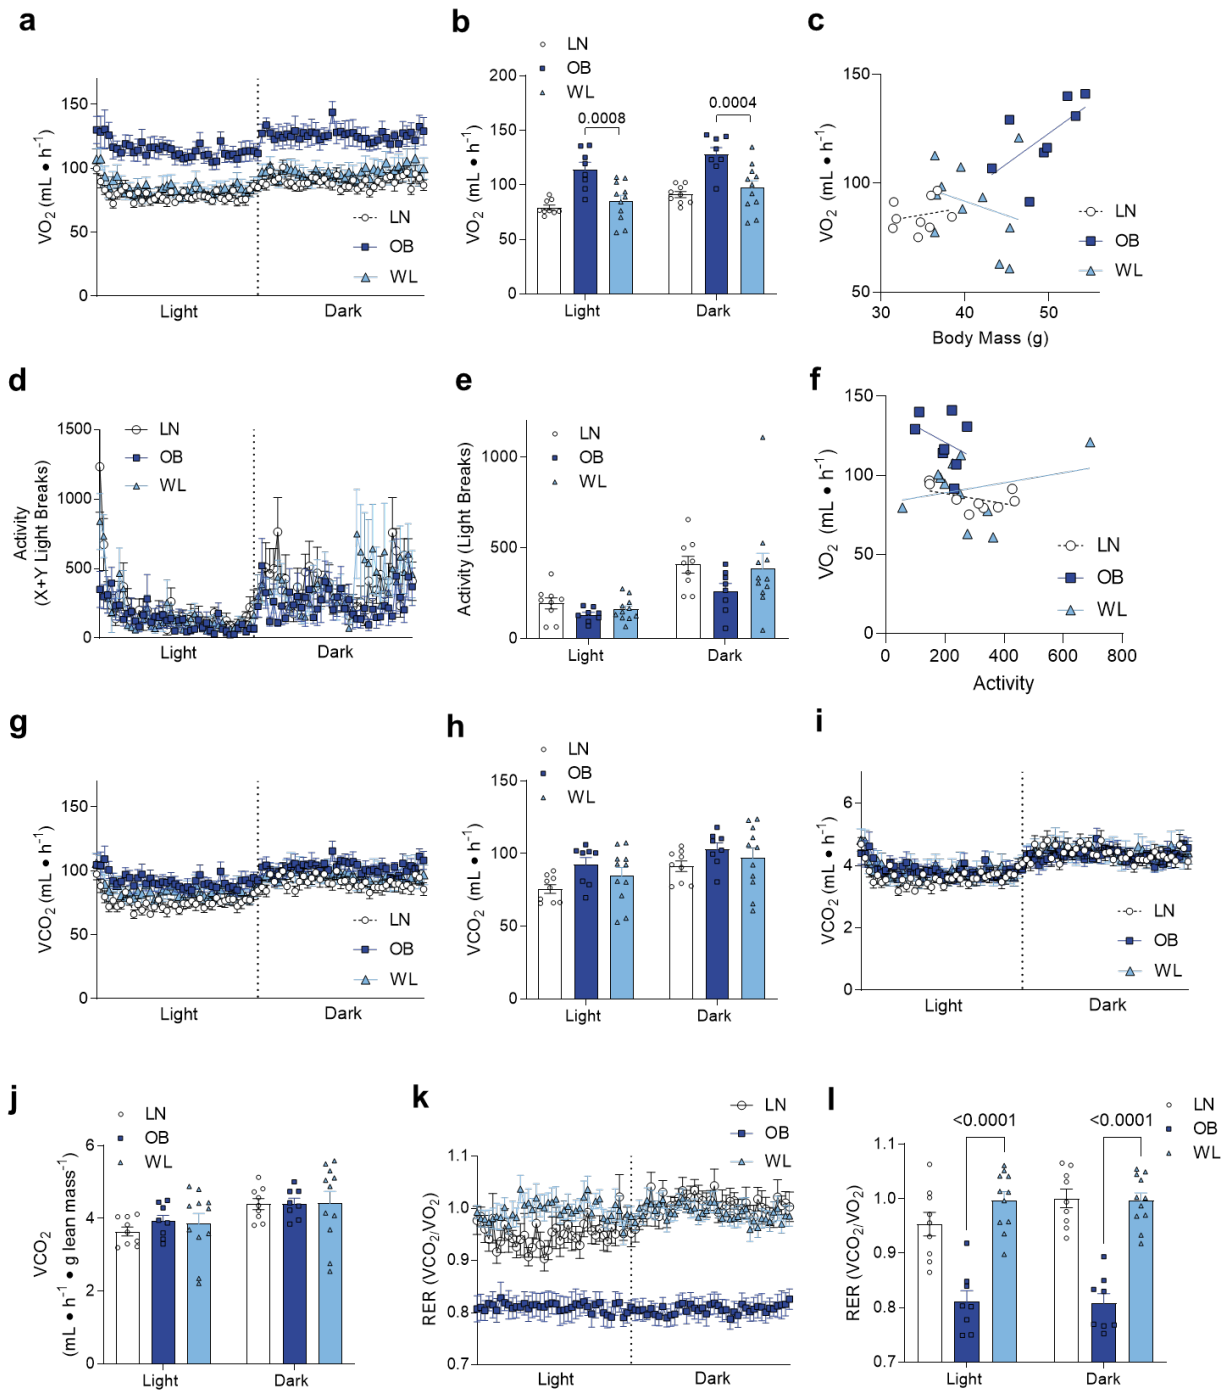 a
VO2 (mL • h-1)
150
100
50
0
LN
OB
WL
Light
Dark
b
LN
OB
WL
VO2 (mL • h-1)
200
150
100
50
0
0.0008
0.0004
Light
Dark
c
VO2 (mL • h-1)
150
100
50
30
40
50
Body Mass (g)
LN
OB
WL
d
Activity
(X+Y Light Breaks)
1500
1000
500
0
LN
OB
WL
Light
Dark
e
Activity (Light Breaks)
1000
500
0
LN
OB
WL
Light
Dark
f
VO2 (mL • h-1)
150
100
50
0
LN
OB
WL
0
200
400
600
800
Activity
g
VCO2 (mL • h-1)
150
100
50
0
LN
OB
WL
Light
Dark
h
LN
OB
WL
VCO2 (mL • h-1)
150
100
50
0
Light
Dark
i
VCO2 (mL • h-1)
6
4
2
0
LN
OB
WL
Light
Dark
j
LN
OB
WL
VCO2
(mL • h-1 • g lean mass-1)
6
4
2
0
Light
Dark
k
LN
OB
WL
RER (VCO2/VO2)
1.1
1.0
0.9
0.8
0.7
Light
Dark
l
LN
OB
WL
<0.0001
<0.0001
RER (VCO2/VO2)
1.1
1.0
0.9
0.8
0.7
Light
Dark